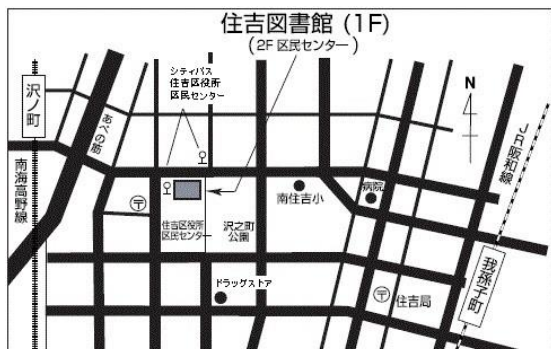 住吉図書館 (1F)
(2F 区民センター)
シティバス
住吉区役所
区民センター
N
沢ノ町
あべの筋
JR阪和線
南海高野線
〒
住吉区役所
区民センター
沢之町
公園
南住吉小
病院
我孫子町
ドラッグストア
〒 住吉局